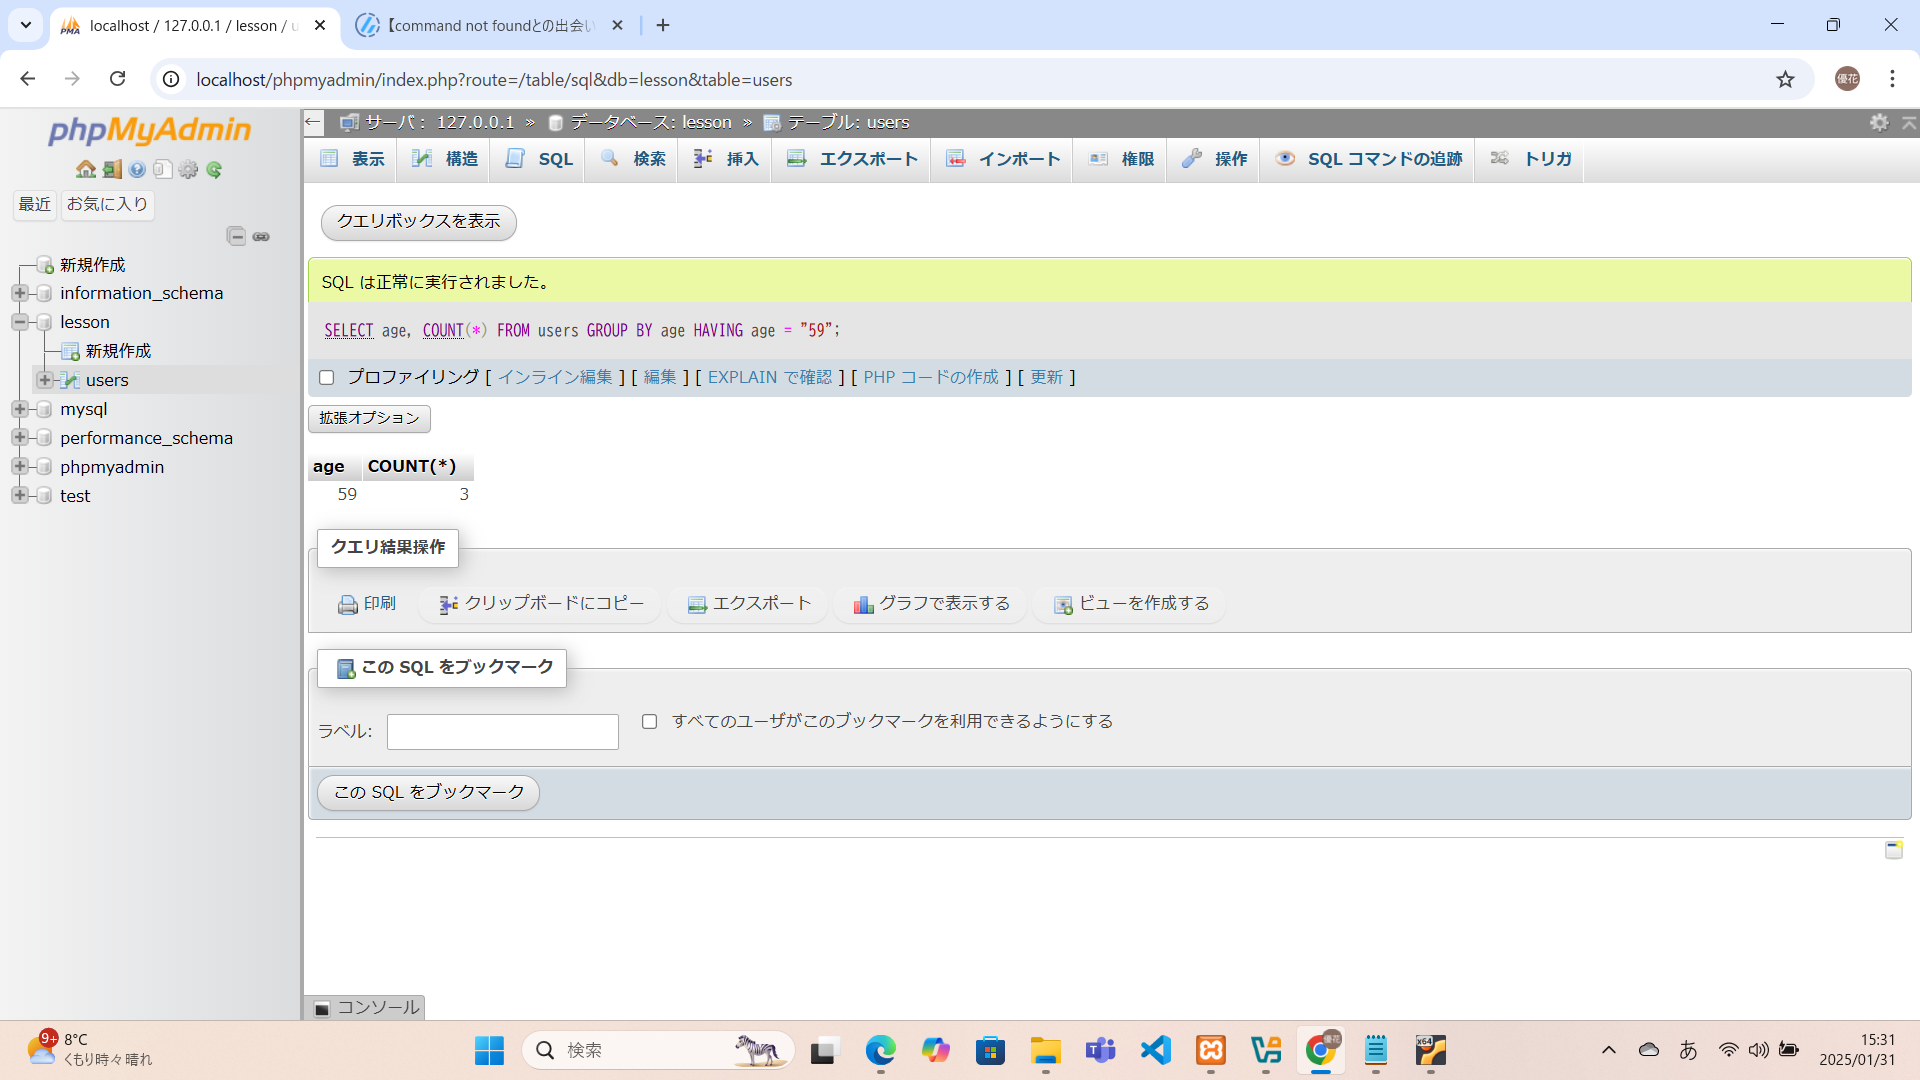 localhost / 127.0.0.1 / lesson / u
【command not foundとの出会い
localhost/phpmyadmin/index.php?route=/table/sql&db=lesson&table=users
優花
phpMyAdmin
最近
お気に入り
新規作成
information_schema
lesson
新規作成
users
mysql
performance_schema
phpmyadmin
test
サーバ: 127.0.0.1 » データベース: lesson » テーブル: users
表示
構造
SQL
検索
挿入
エクスポート
インポート
権限
操作
SQL コマンドの追跡
トリガ
クエリボックスを表示
SQL は正常に実行されました。
SELECT age, COUNT(*) FROM users GROUP BY age HAVING age = "59";
プロファイリング [ インライン編集 ] [ 編集 ] [ EXPLAIN で確認 ] [ PHP コードの作成 ] [ 更新 ]
拡張オプション
age COUNT(*)
59 3
クエリ結果操作
印刷
クリップボードにコピー
エクスポート
グラフで表示する
ビューを作成する
この SQL をブックマーク
ラベル:
すべてのユーザがこのブックマークを利用できるようにする
この SQL をブックマーク
コンソール
9+
8°C
くもり時々晴れ
検索
優花
x64
あ
15:31
2025/01/31